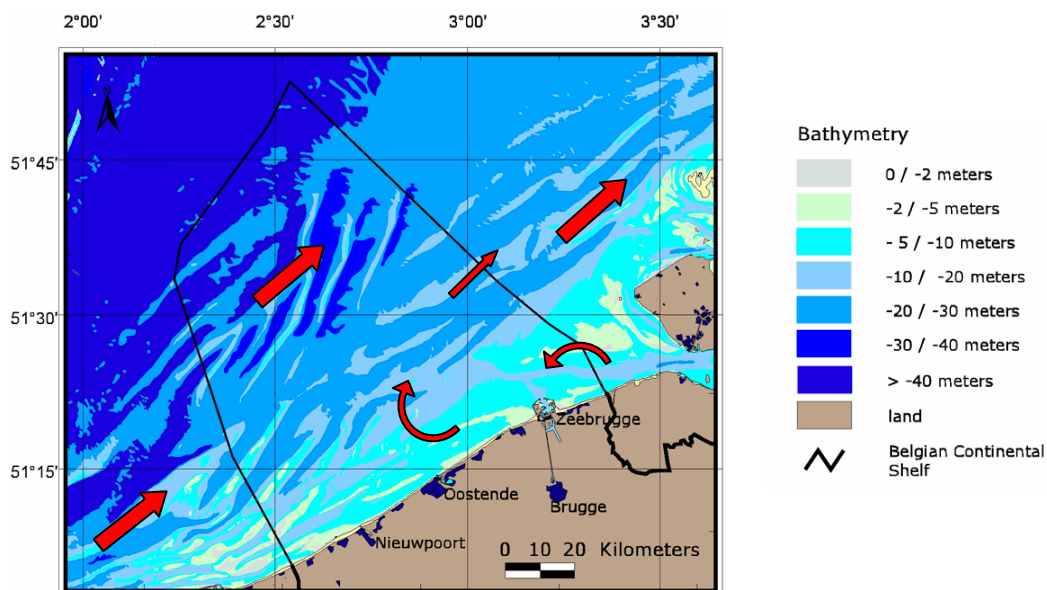 2°00' 2°30' 3°00' 3°30'
N
51°45'
51°30'
51°15'
Zeebrugge
Oostende
Brugge
Nieuwpoort
0 10 20 Kilometers
Bathymetry
0 / -2 meters
-2 / -5 meters
- 5 / -10 meters
-10 / -20 meters
-20 / -30 meters
-30 / -40 meters
> -40 meters
land
Belgian Continental
Shelf